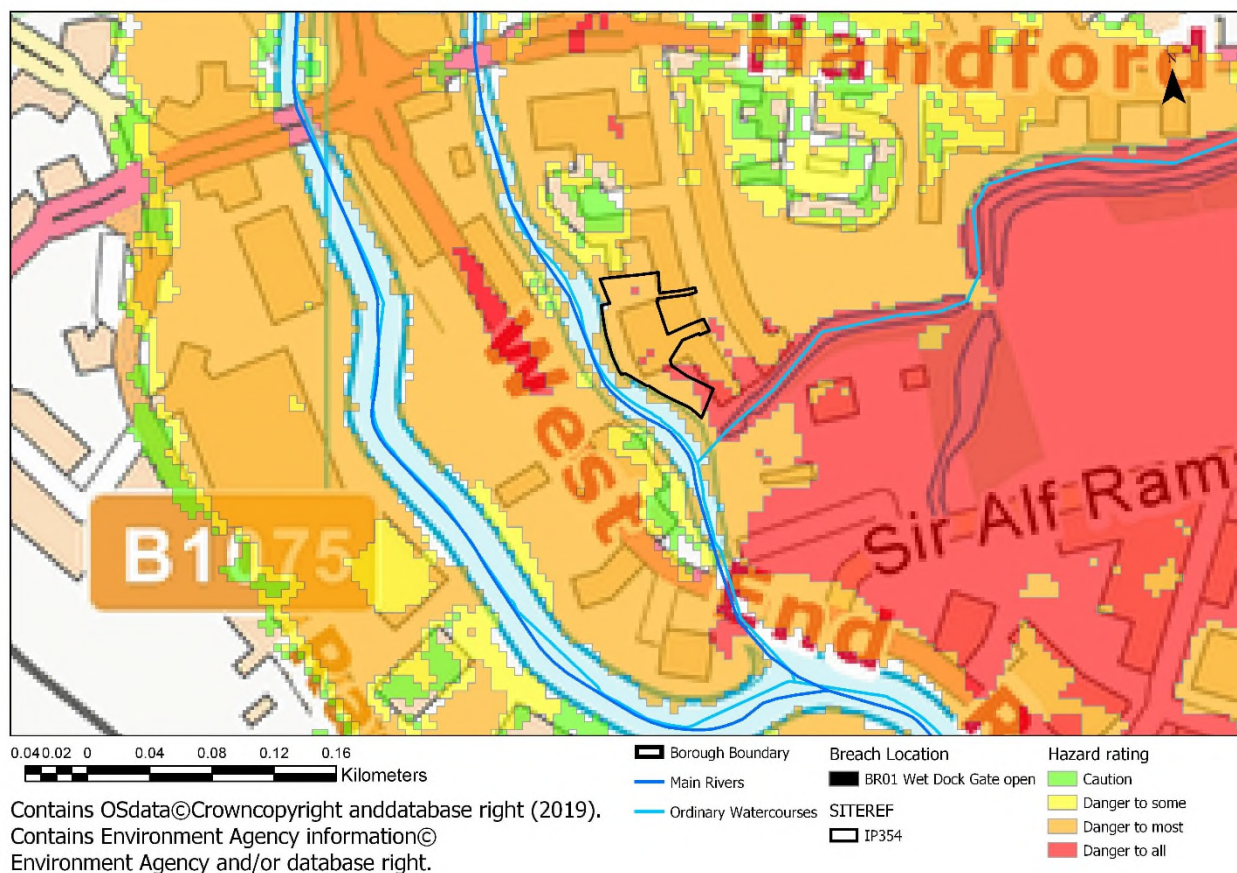 Handford
N
West
B1075
Sir Alf Ram
End R
0.04 0.02 0 0.04 0.08 0.12 0.16
Kilometers
Contains OSdata©Crowncopyright anddatabase right (2019).
Contains Environment Agency information©
Environment Agency and/or database right.
Borough Boundary
Main Rivers
Ordinary Watercourses
Breach Location
BR01 Wet Dock Gate open
SITEREF
IP354
Hazard rating
Caution
Danger to some
Danger to most
Danger to all